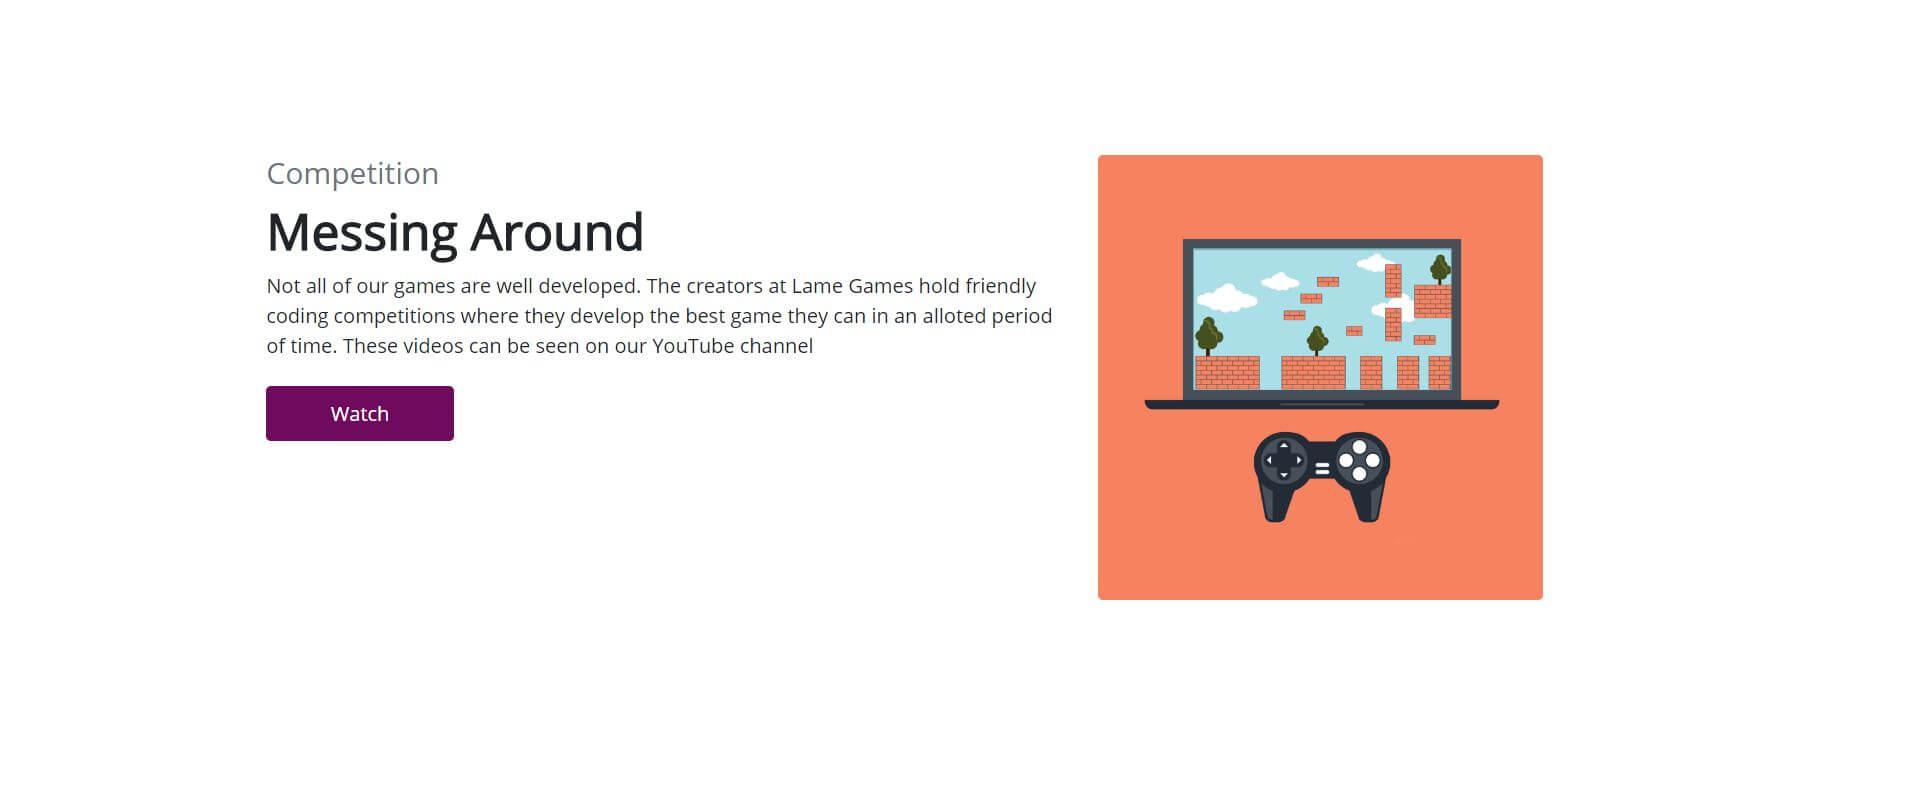 Competition
Messing Around
Not all of our games are well developed. The creators at Lame Games hold friendly
coding competitions where they develop the best game they can in an alloted period
of time. These videos can be seen on our YouTube channel
Watch